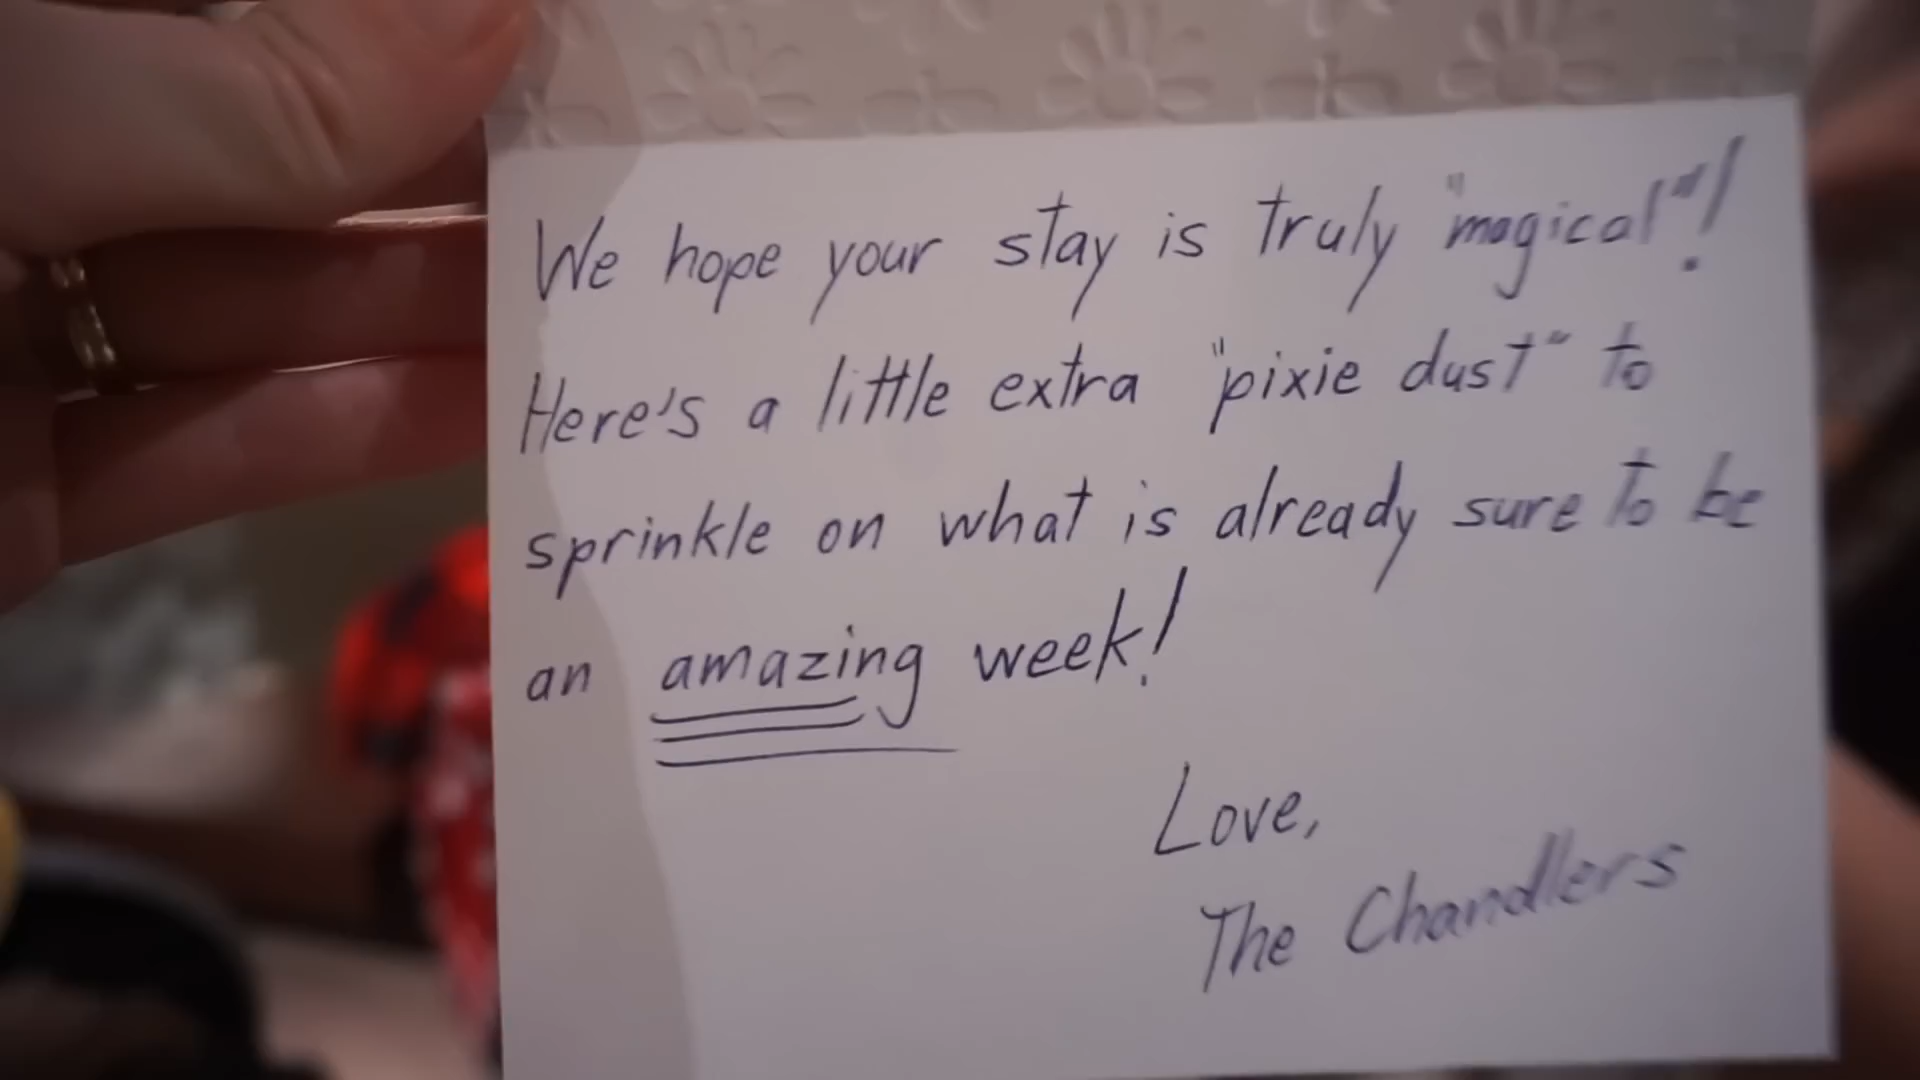 We hope your stay is truly "magical"!
Here's a little extra "pixie dust" to
sprinkle on what is already sure to be
an amazing week!
Love,
The Chandlers